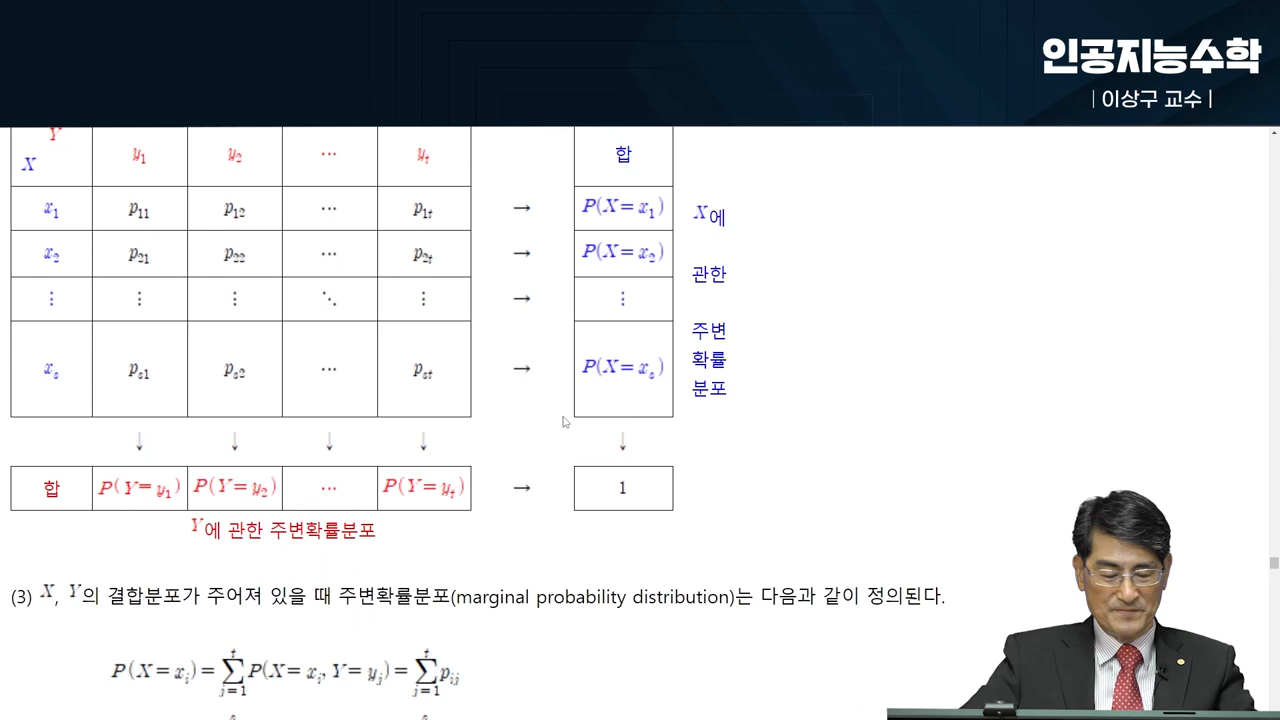 인공지능수학
| 이상구 교수 |
Y
X y₁ y₂ ⋯ yₜ 합
x₁ p₁₁ p₁₂ ⋯ p₁ₜ → P(X=x₁)
x₂ p₂₁ p₂₂ ⋯ p₂ₜ → P(X=x₂)
⋮ ⋮ ⋮ ⋱ ⋮ → ⋮
xₛ pₛ₁ pₛ₂ ⋯ pₛₜ → P(X=xₛ)
X에
관한
주변
확률
분포
↓ ↓ ↓ ↓ ↓
합 P(Y=y₁) P(Y=y₂) ⋯ P(Y=yₜ) → 1
Y에 관한 주변확률분포
(3) X, Y의 결합분포가 주어져 있을 때 주변확률분포(marginal probability distribution)는 다음과 같이 정의된다.
P(X=xᵢ)=∑_{j=1}^{t} P(X=xᵢ, Y=yⱼ)=∑_{j=1}^{t} pᵢⱼ